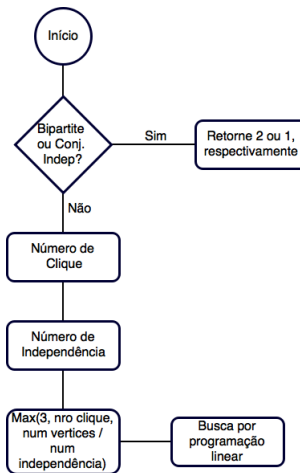 Início
Bipartite
ou Conj.
Indep?
Sim
Retorne 2 ou 1,
respectivamente
Não
Número de
Clique
Número de
Independência
Max(3, nro clique,
num vertices /
num
independência)
Busca por
programação
linear